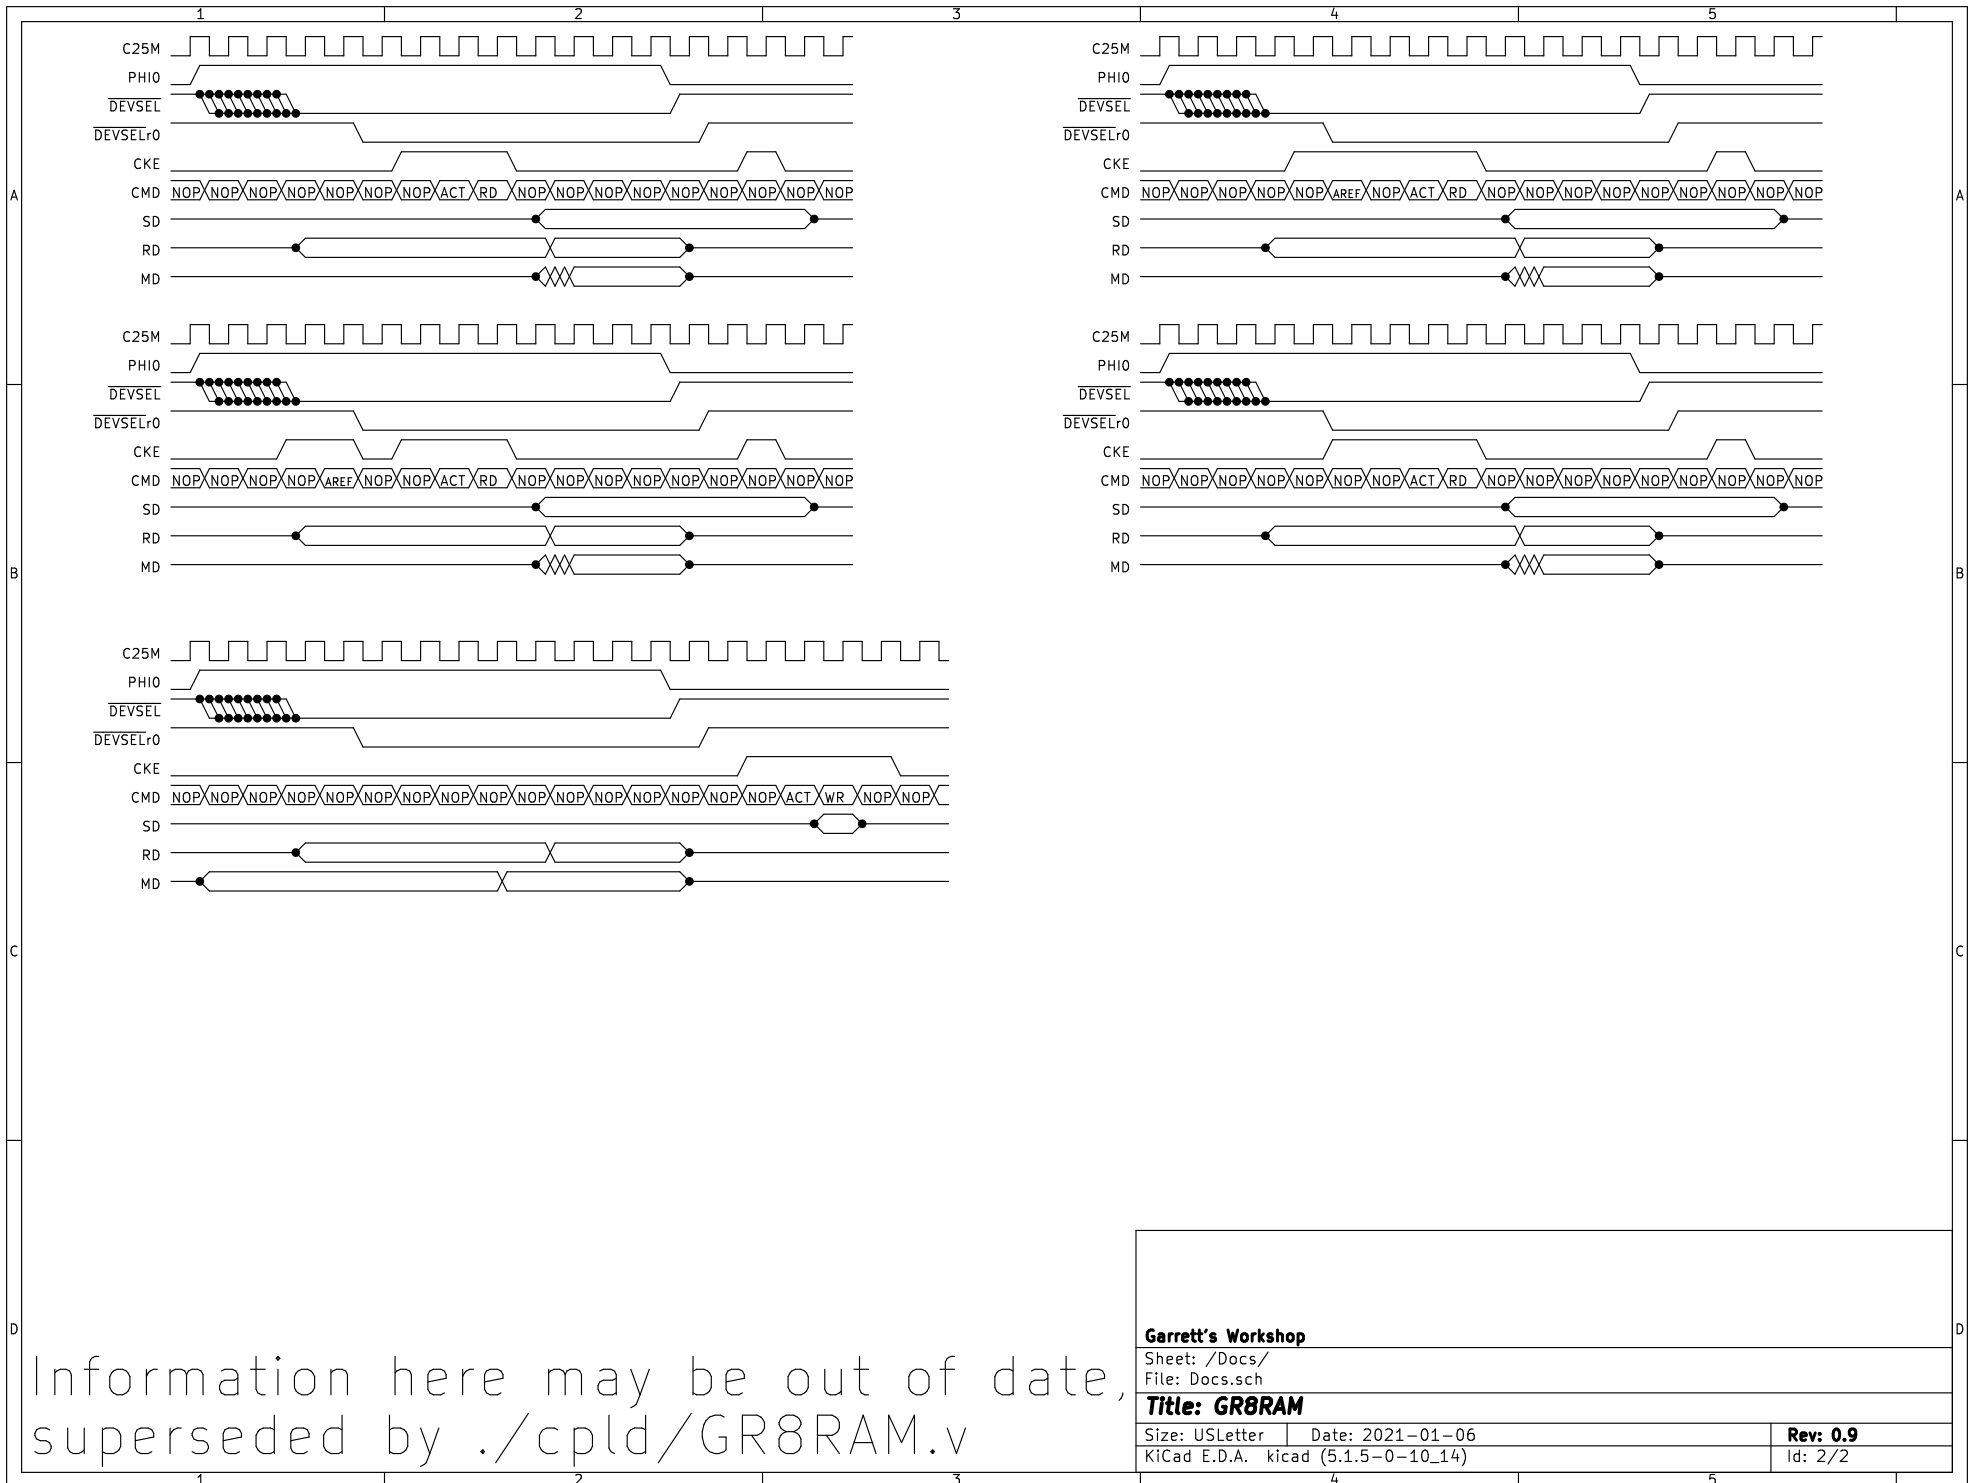 1 2 3 4 5
A
B
C
D
C25M
PHI0
DEVSEL
DEVSELr0
CKE
CMD NOP NOP NOP NOP NOP NOP NOP ACT RD NOP NOP NOP NOP NOP NOP NOP NOP NOP
SD
RD
MD
C25M
PHI0
DEVSEL
DEVSELr0
CKE
CMD NOP NOP NOP NOP NOP AREF NOP ACT RD NOP NOP NOP NOP NOP NOP NOP NOP NOP
SD
RD
MD
C25M
PHI0
DEVSEL
DEVSELr0
CKE
CMD NOP NOP NOP NOP AREF NOP NOP ACT RD NOP NOP NOP NOP NOP NOP NOP NOP NOP
SD
RD
MD
C25M
PHI0
DEVSEL
DEVSELr0
CKE
CMD NOP NOP NOP NOP NOP NOP NOP ACT RD NOP NOP NOP NOP NOP NOP NOP NOP NOP
SD
RD
MD
C25M
PHI0
DEVSEL
DEVSELr0
CKE
CMD NOP NOP NOP NOP NOP NOP NOP NOP NOP NOP NOP NOP NOP NOP NOP NOP ACT WR NOP NOP
SD
RD
MD
Information here may be out of date,
superseded by ./cpld/GR8RAM.v
Garrett's Workshop
Sheet: /Docs/
File: Docs.sch
Title: GR8RAM
Size: USLetter Date: 2021-01-06 Rev: 0.9
KiCad E.D.A. kicad (5.1.5-0-10_14) Id: 2/2
A
B
C
D
1 2 3 4 5